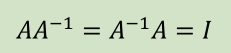 AA⁻¹ = A⁻¹A = I